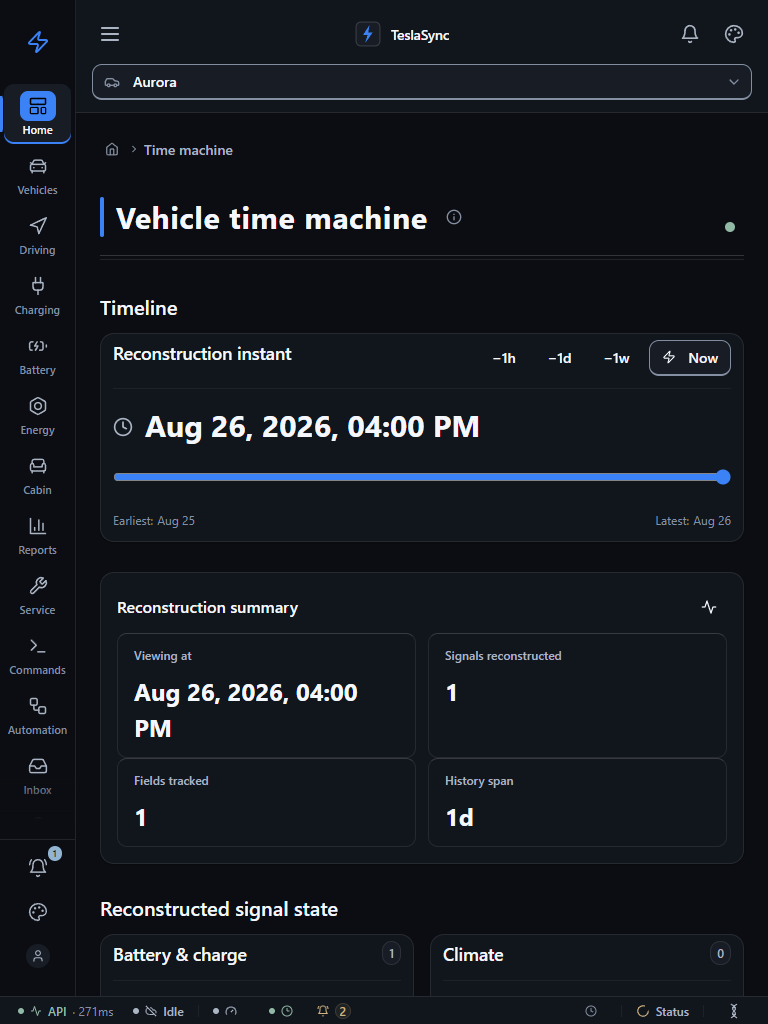 TeslaSync
Aurora
Home
Vehicles
Driving
Charging
Battery
Energy
Cabin
Reports
Service
Commands
Automation
Inbox
1
Time machine
Vehicle time machine
Timeline
Reconstruction instant
−1h
−1d
−1w
Now
Aug 26, 2026, 04:00 PM
Earliest: Aug 25
Latest: Aug 26
Reconstruction summary
Viewing at
Aug 26, 2026, 04:00
PM
Signals reconstructed
1
Fields tracked
1
History span
1d
Reconstructed signal state
Battery & charge
1
Climate
0
API · 271ms
Idle
2
Status